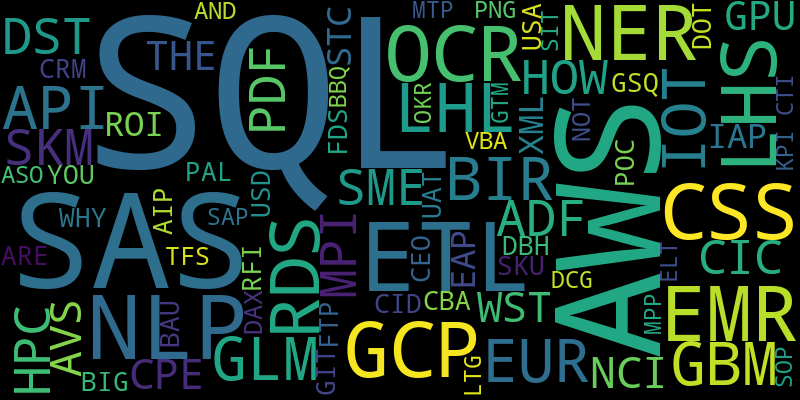 AND
MTP
PNG
DST
THE
STC
OCR
USA
SIT
NER
DOT
GPU
CRM
SQL
PDF
BBQ
HOW
GSQ
LHS
API
ROI
FDS
LHL
OKR
GTM
XML
NOT
IOT
IAP
CTI
KPI
SKM
VBA
POC
ASO
YOU
PAL
USD
SME
UAT
BIR
AWS
CSS
SAS
WHY
AIP
SAP
ADF
ARE
TFS
RFI
RDS
MPI
ETL
CEO
EAP
DBH
SKU
ELT
CIC
DCG
HPC
AVS
NLP
BAU
DAX
CID
CBA
WST
MPP
EMR
GIT
FTP
BIG
CPE
GLM
GCP
LTG
EUR
NCI
GBM
SOP